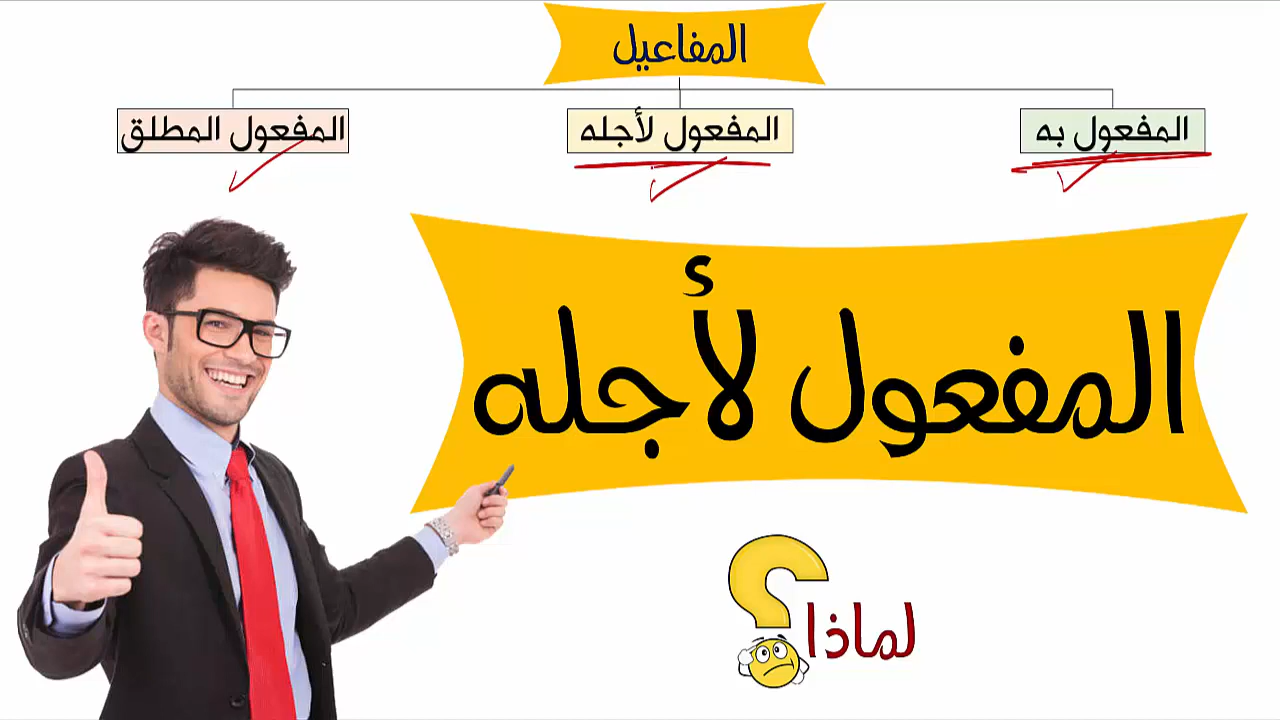 المفاعيل
المفعول به
المفعول لأجله
المفعول المطلق
المفعول لأجله
لماذا؟